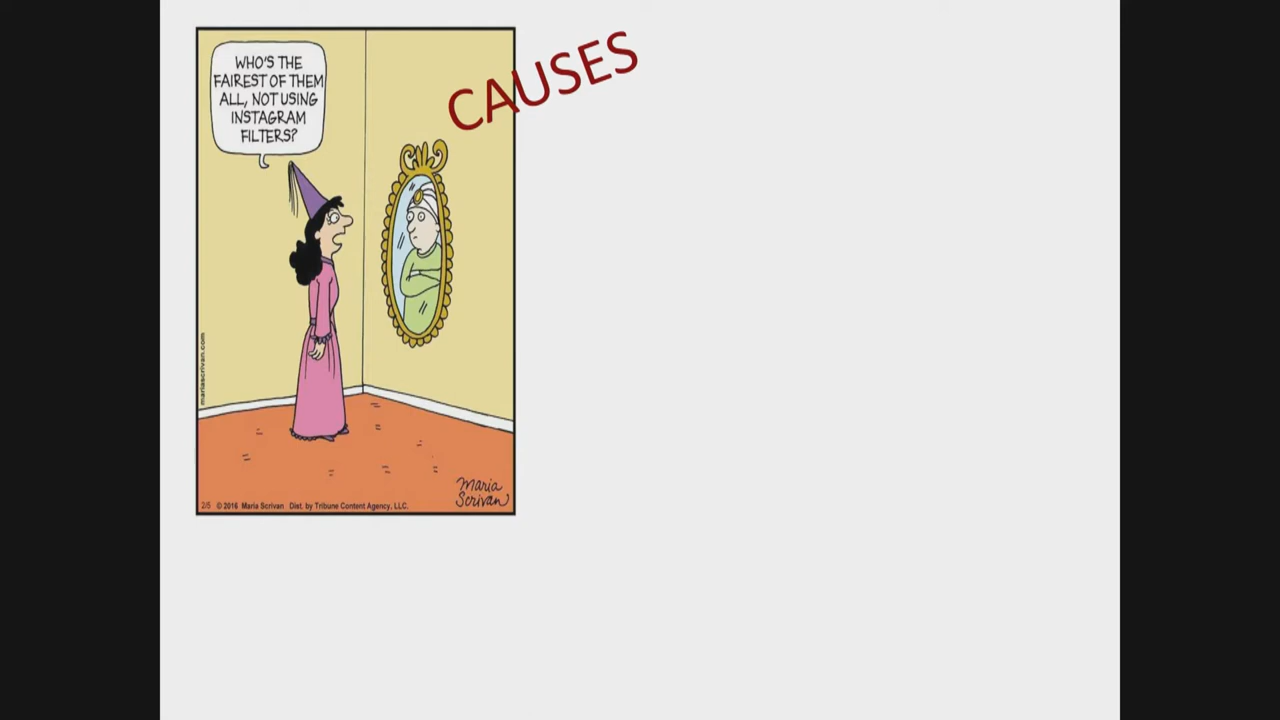 CAUSES
WHO'S THE
FAIREST OF THEM
ALL, NOT USING
INSTAGRAM
FILTERS?
mariascrivan.com
Maria
Scrivan
2/5 © 2016 Maria Scrivan Dist. by Tribune Content Agency, LLC.